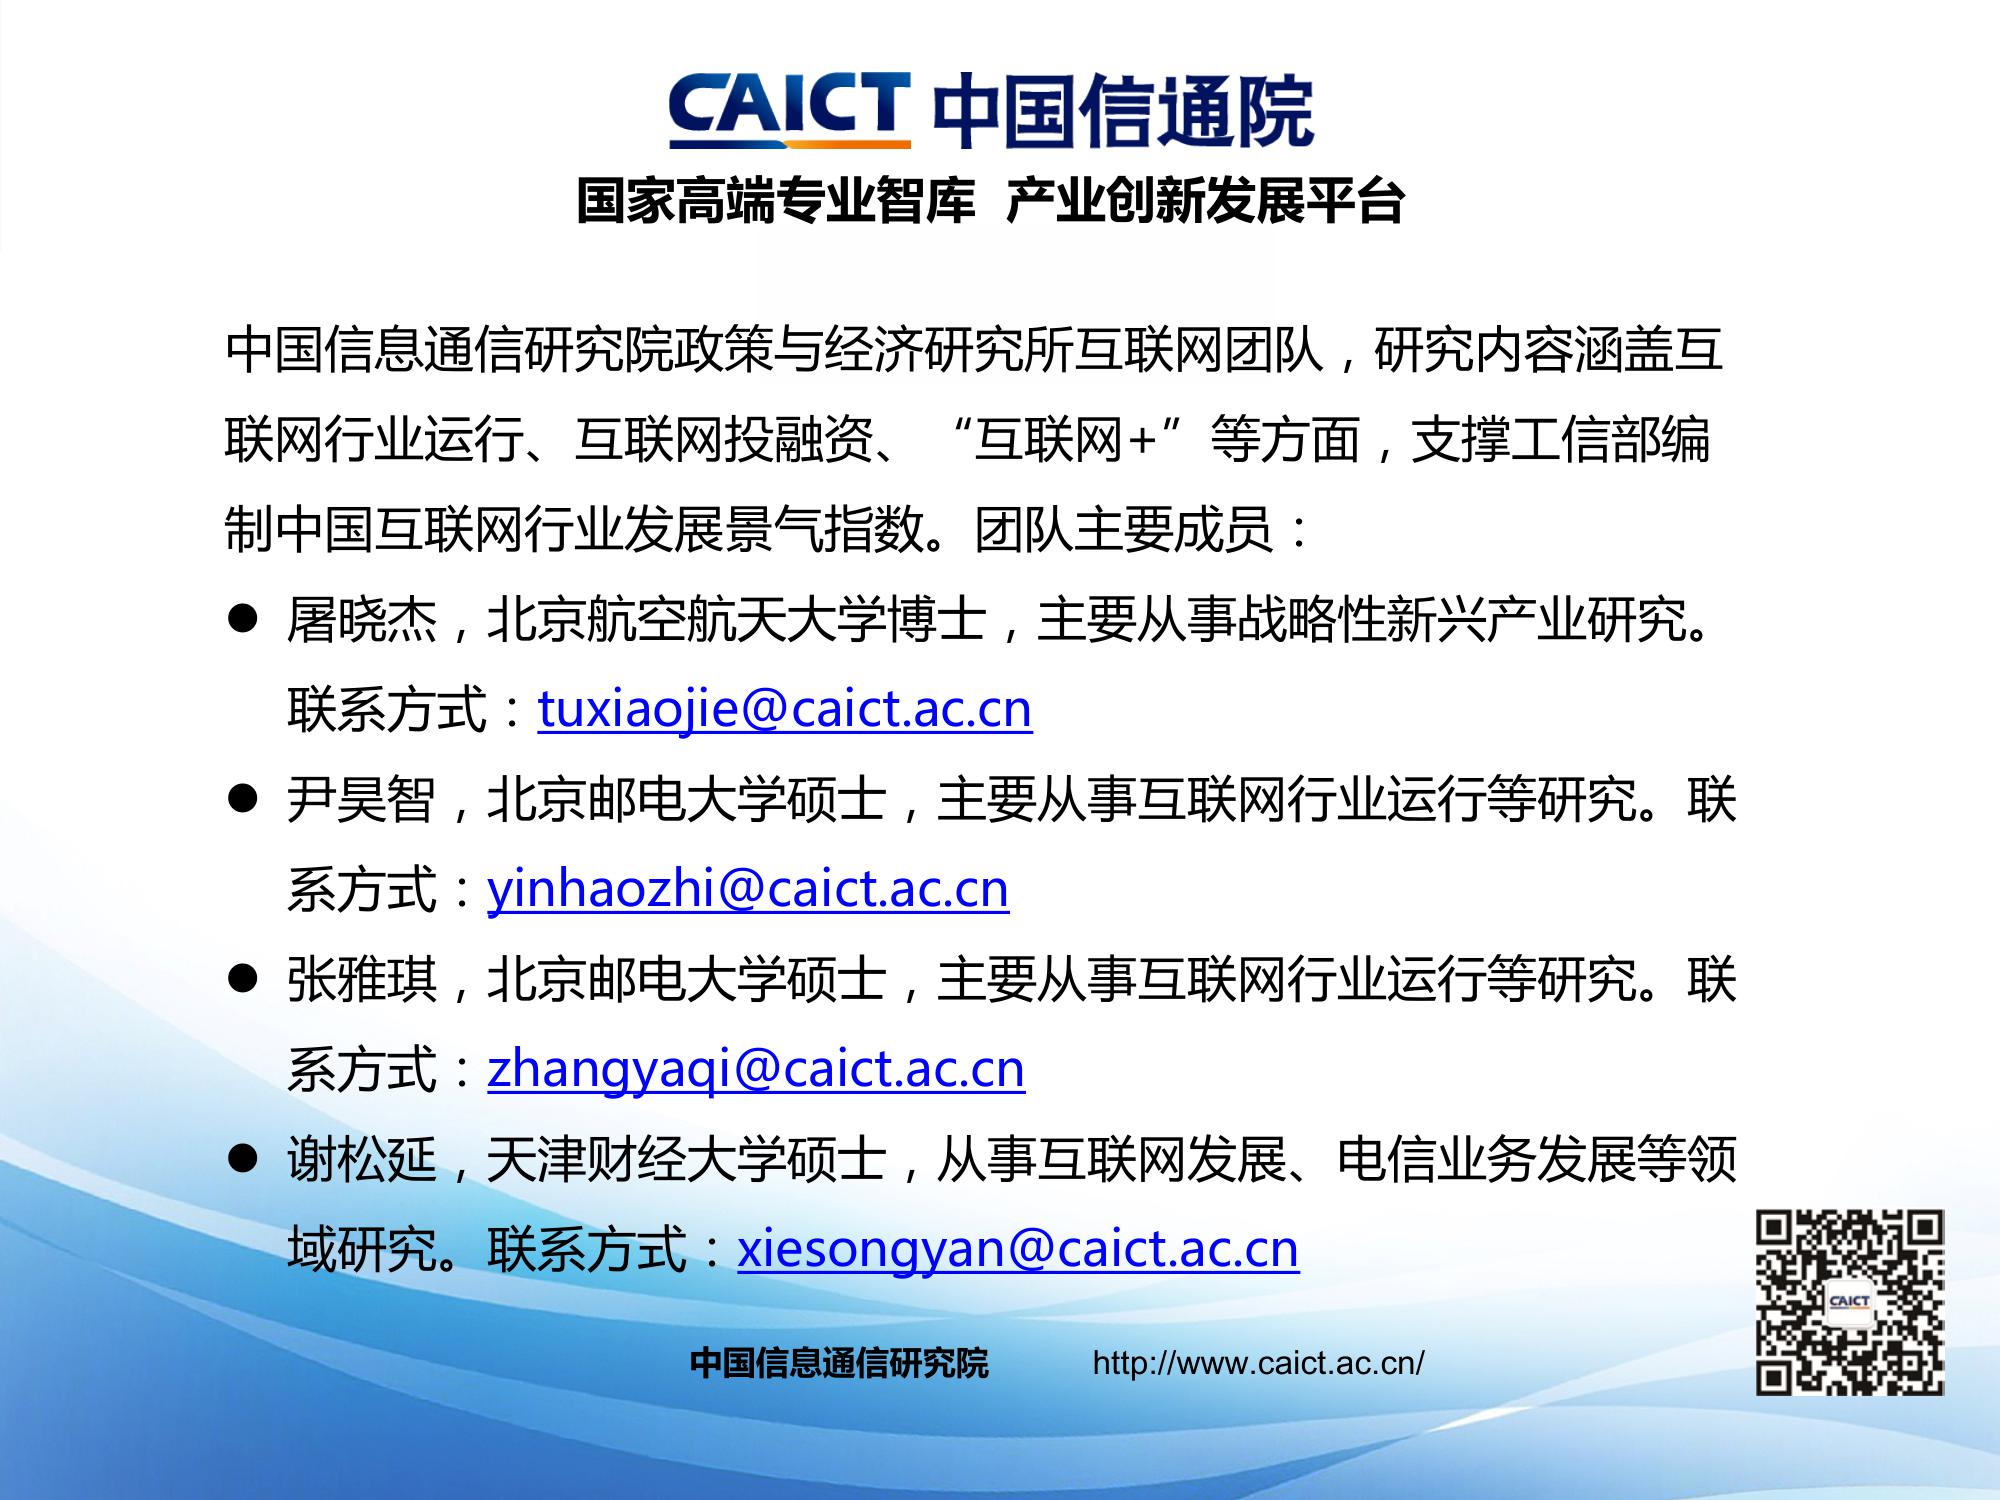 CAICT 中国信通院
国家高端专业智库 产业创新发展平台
中国信息通信研究院政策与经济研究所互联网团队，研究内容涵盖互
联网行业运行、互联网投融资、“互联网+”等方面，支撑工信部编
制中国互联网行业发展景气指数。团队主要成员：
● 屠晓杰，北京航空航天大学博士，主要从事战略性新兴产业研究。
联系方式：tuxiaojie@caict.ac.cn
● 尹昊智，北京邮电大学硕士，主要从事互联网行业运行等研究。联
系方式：yinhaozhi@caict.ac.cn
● 张雅琪，北京邮电大学硕士，主要从事互联网行业运行等研究。联
系方式：zhangyaqi@caict.ac.cn
● 谢松延，天津财经大学硕士，从事互联网发展、电信业务发展等领
域研究。联系方式：xiesongyan@caict.ac.cn
CAICT
中国信息通信研究院 http://www.caict.ac.cn/